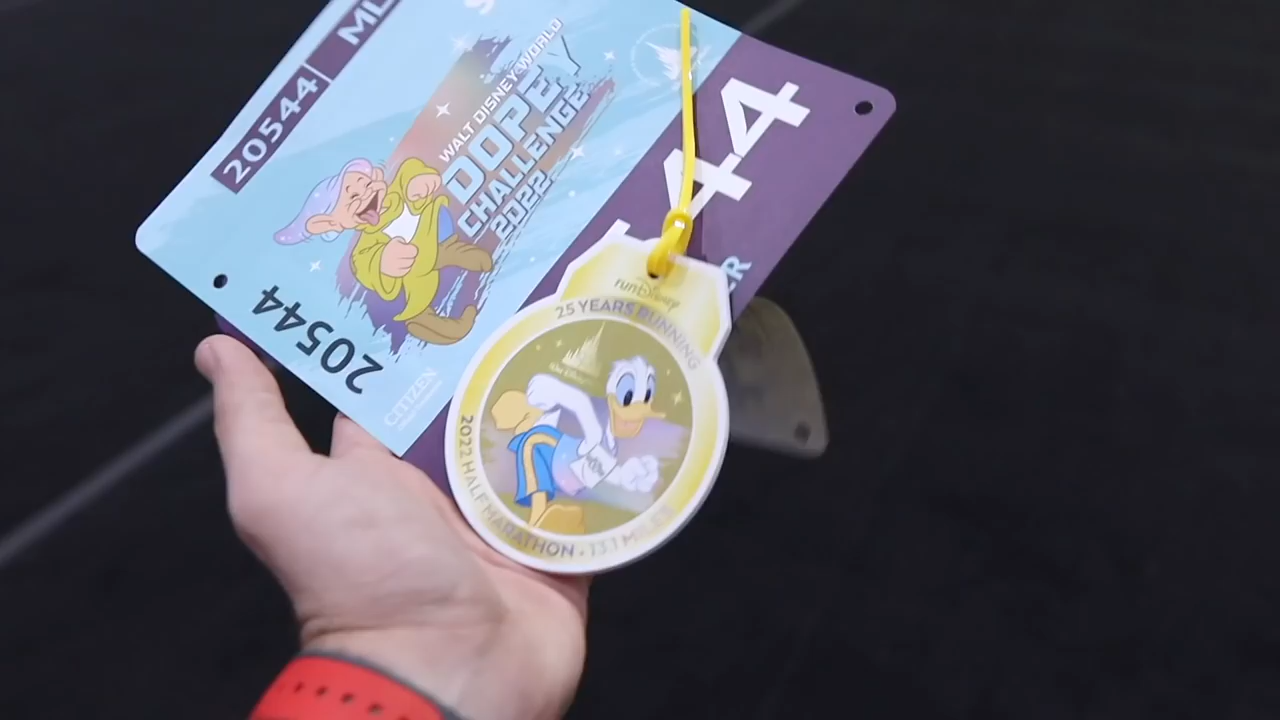 20544 ML
WALT DISNEY WORLD
DOPEY
CHALLENGE
2022
20544
CITIZEN
44
runDisney
25 YEARS RUNNING
2022 HALF MARATHON • 13.1 MILES